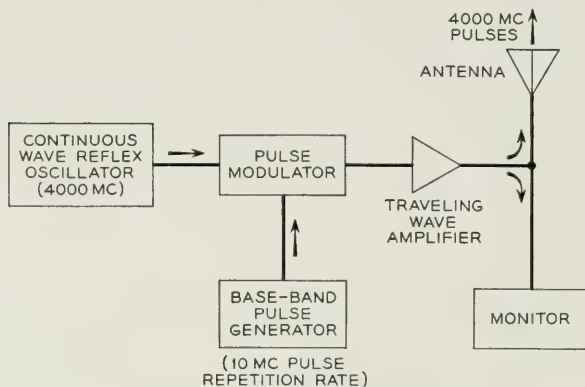 4000 MC
PULSES
ANTENNA
CONTINUOUS
WAVE REFLEX
OSCILLATOR
(4000 MC)
PULSE
MODULATOR
TRAVELING
WAVE
AMPLIFIER
BASE-BAND
PULSE
GENERATOR
(10 MC PULSE
REPETITION RATE)
MONITOR